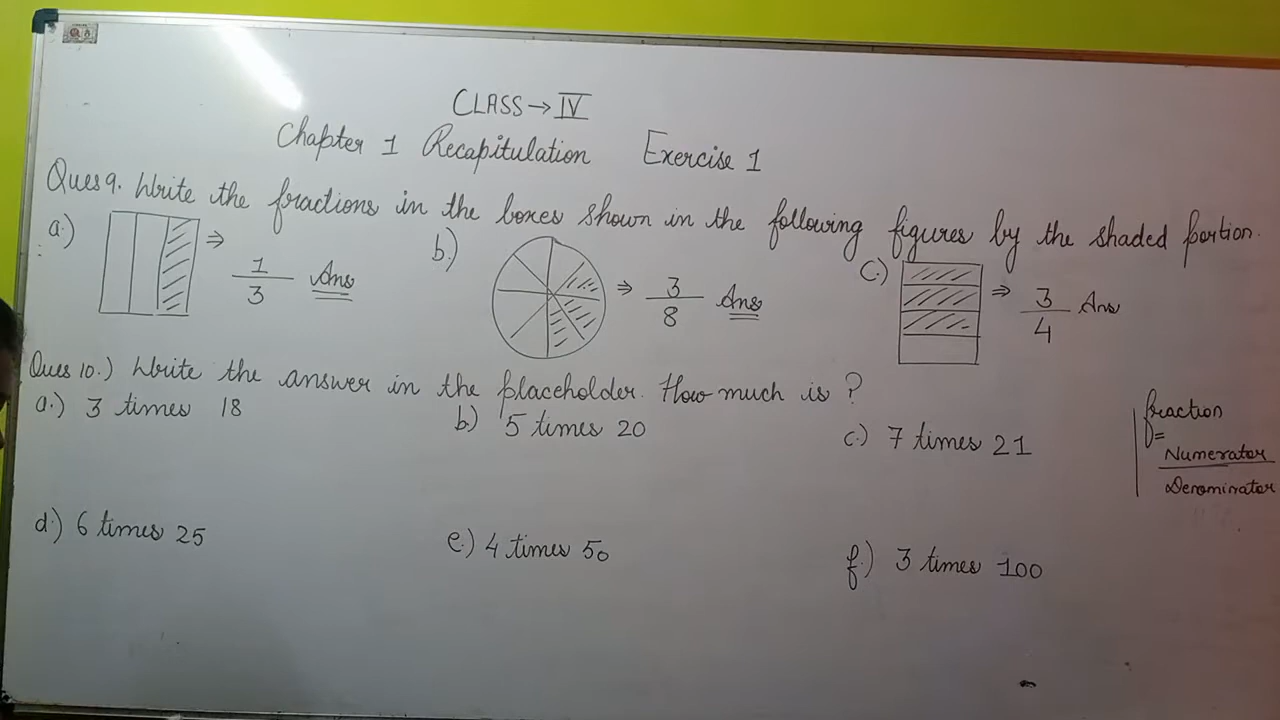 CLASS → IV
Chapter 1 Recapitulation Exercise 1
Ques 9. Write the fractions in the boxes shown in the following figures by the shaded portion.
a.) ⇒ 1/3 Ans b.) ⇒ 3/8 Ans c.) ⇒ 3/4 Ans
Ques 10.) Write the answer in the placeholder. How much is ?
a.) 3 times 18 b.) 5 times 20 c.) 7 times 21
fraction
= Numerator
Denominator
d.) 6 times 25 e.) 4 times 50 f.) 3 times 100